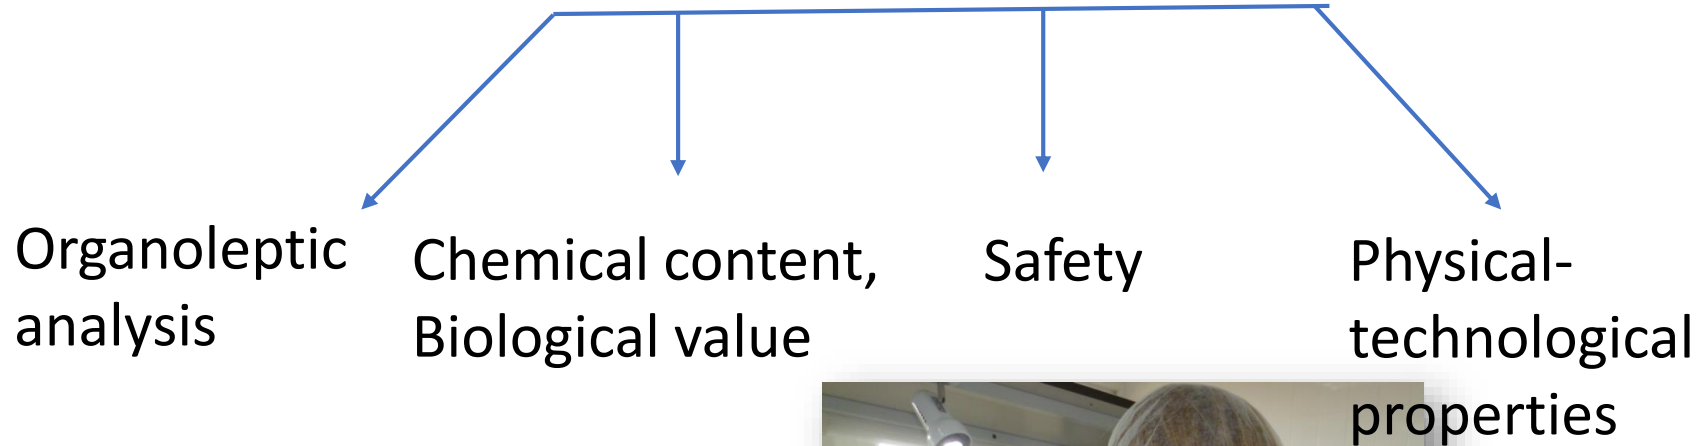 Organoleptic
analysis
Chemical content,
Biological value
Safety
Physical-
technological
properties